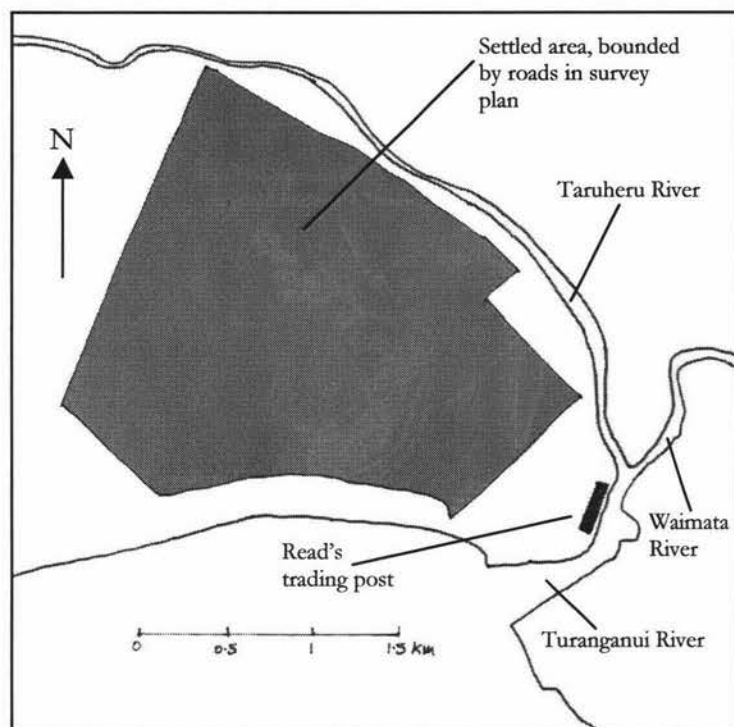 Settled area, bounded
by roads in survey
plan
N
Taruheru River
Waimata
River
Read's
trading post
Turanganui River
0 0.5 1 1.5 km